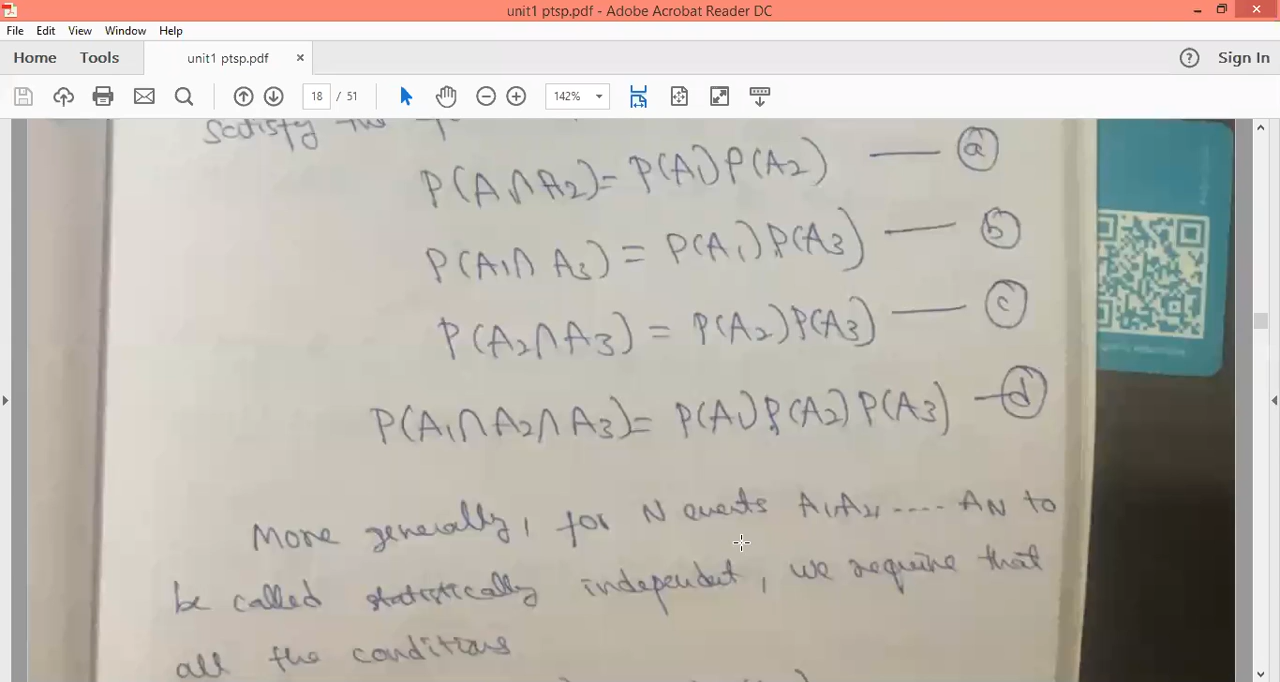 unit1 ptsp.pdf - Adobe Acrobat Reader DC
File Edit View Window Help
Home Tools unit1 ptsp.pdf × Sign In
18 / 51 142%
satisfy the
P(A1∩A2)= P(A1)P(A2) — a
P(A1∩A3) = P(A1)P(A3) — b
P(A2∩A3) = P(A2)P(A3) — c
P(A1∩A2∩A3)= P(A1)P(A2)P(A3) — d
More generally, for N events A1,A2, .... AN to
be called statistically independent, we require that
all the conditions